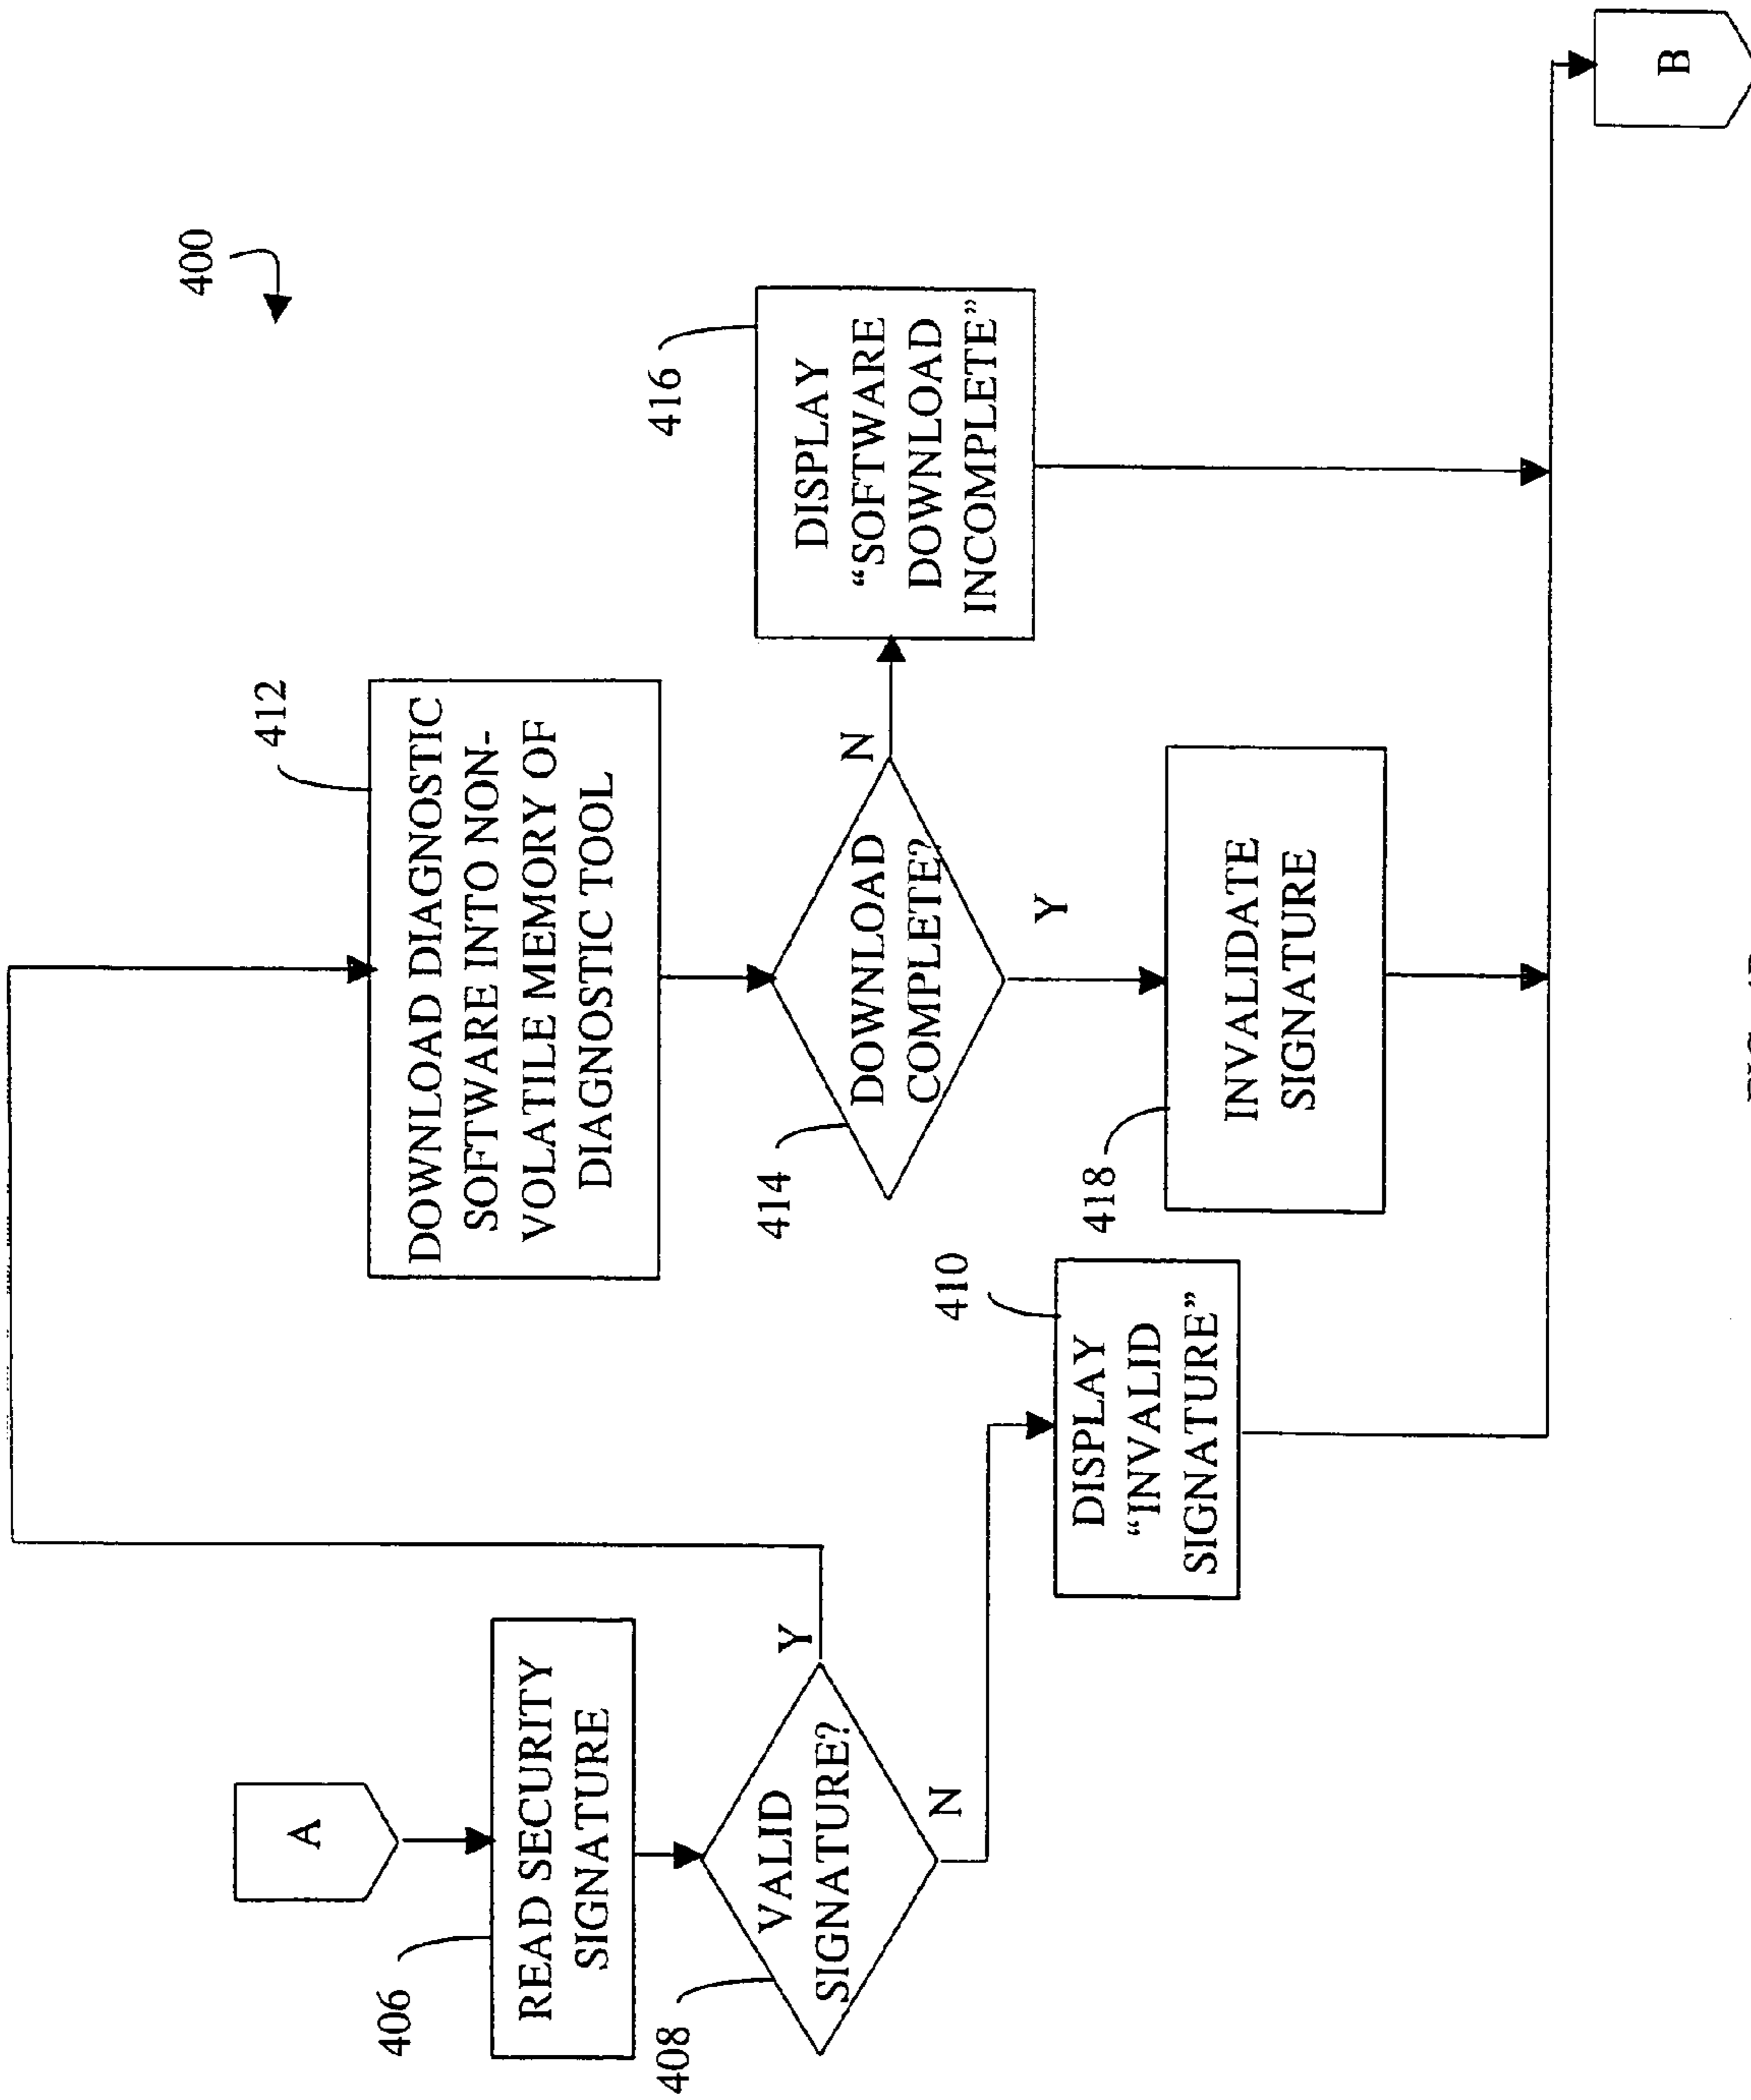 400
A
406
READ SECURITY
SIGNATURE
408
VALID
SIGNATURE?
Y
N
410
DISPLAY
“INVALID
SIGNATURE”
412
DOWNLOAD DIAGNOSTIC
SOFTWARE INTO NON-
VOLATILE MEMORY OF
DIAGNOSTIC TOOL
414
DOWNLOAD
COMPLETE?
N
Y
416
DISPLAY
“SOFTWARE
DOWNLOAD
INCOMPLETE”
418
INVALIDATE
SIGNATURE
B